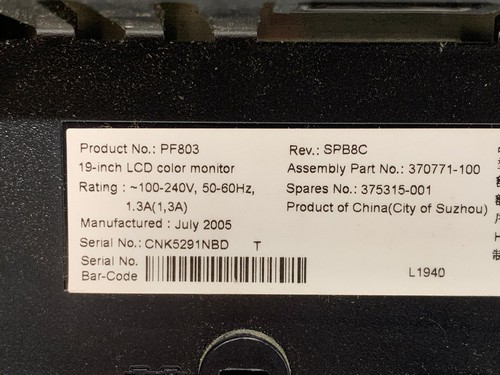 Product No.: PF803
19-inch LCD color monitor
Rating : ~100-240V, 50-60Hz,
1.3A(1,3A)
Manufactured : July 2005
Serial No.: CNK5291NBD T
Serial No.
Bar-Code
Rev.: SPB8C
Assembly Part No.: 370771-100
Spares No.: 375315-001
Product of China(City of Suzhou)
L1940